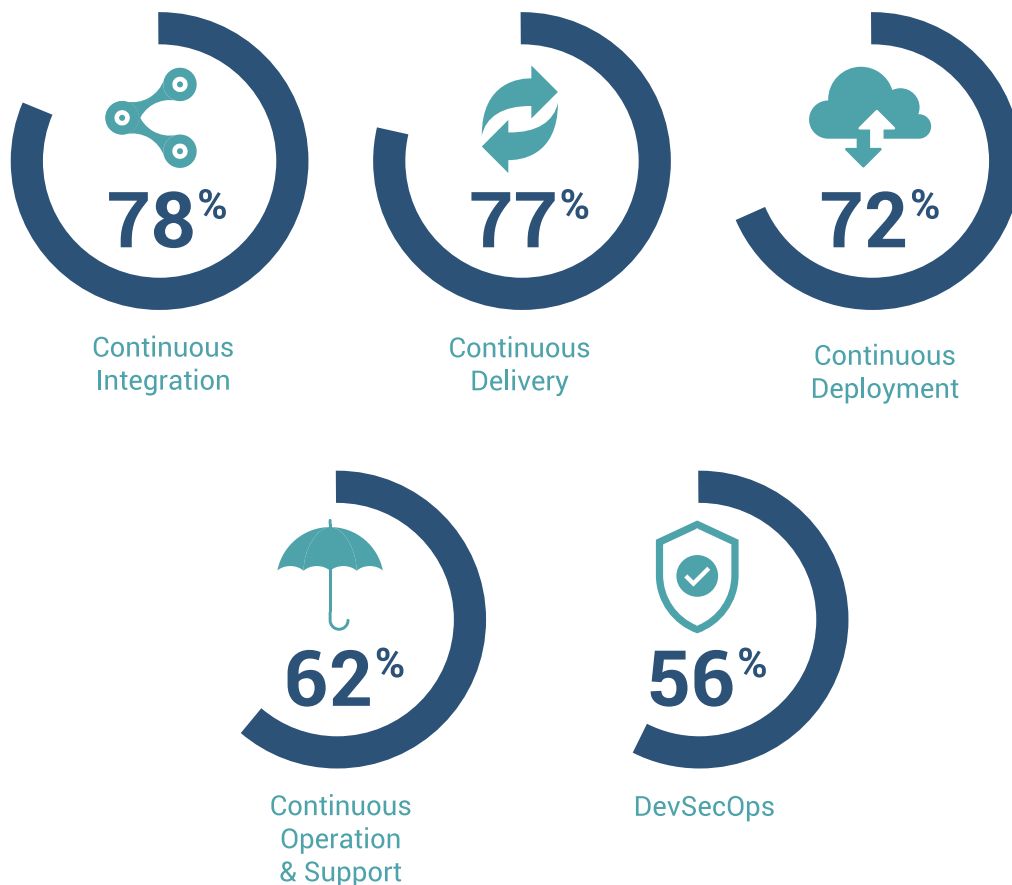 78%
77%
72%
Continuous
Integration
Continuous
Delivery
Continuous
Deployment
62%
56%
Continuous
Operation
& Support
DevSecOps